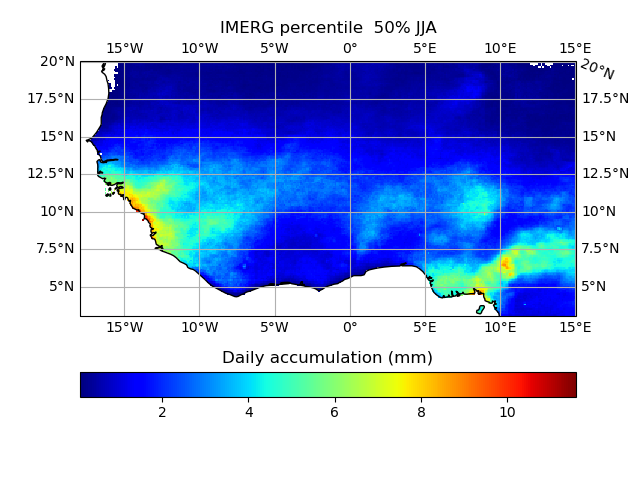 IMERG percentile  50% JJA
15°W 10°W 5°W 0° 5°E 10°E 15°E
20°N 20°N
17.5°N 17.5°N
15°N 15°N
12.5°N 12.5°N
10°N 10°N
7.5°N 7.5°N
5°N 5°N
15°W 10°W 5°W 0° 5°E 10°E 15°E
Daily accumulation (mm)
2 4 6 8 10